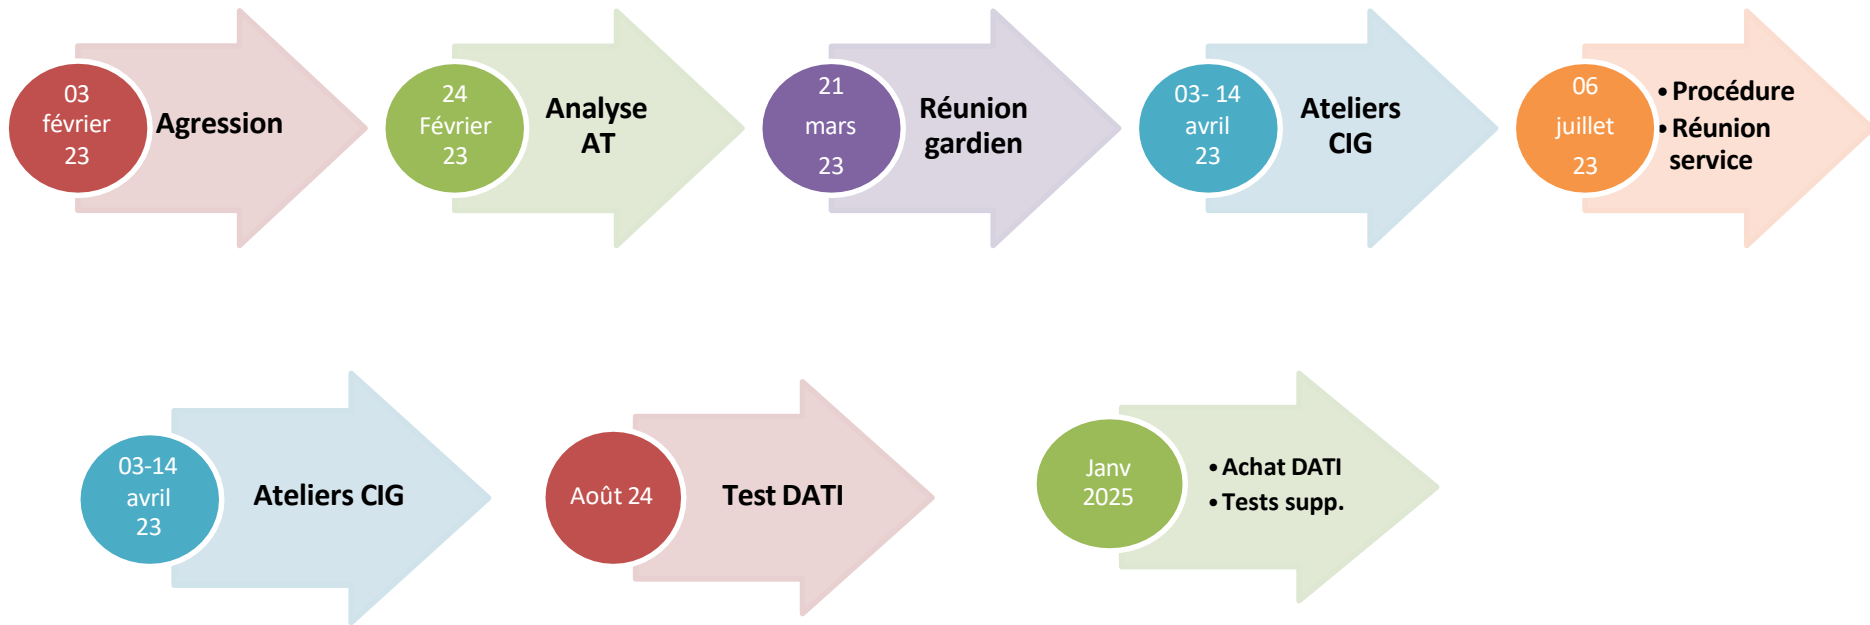 03
février
23
Agression
24
Février
23
Analyse
AT
21
mars
23
Réunion
gardien
03- 14
avril
23
Ateliers
CIG
06
juillet
23
• Procédure
• Réunion
service
03-14
avril
23
Ateliers CIG
Août 24
Test DATI
Janv
2025
• Achat DATI
• Tests supp.